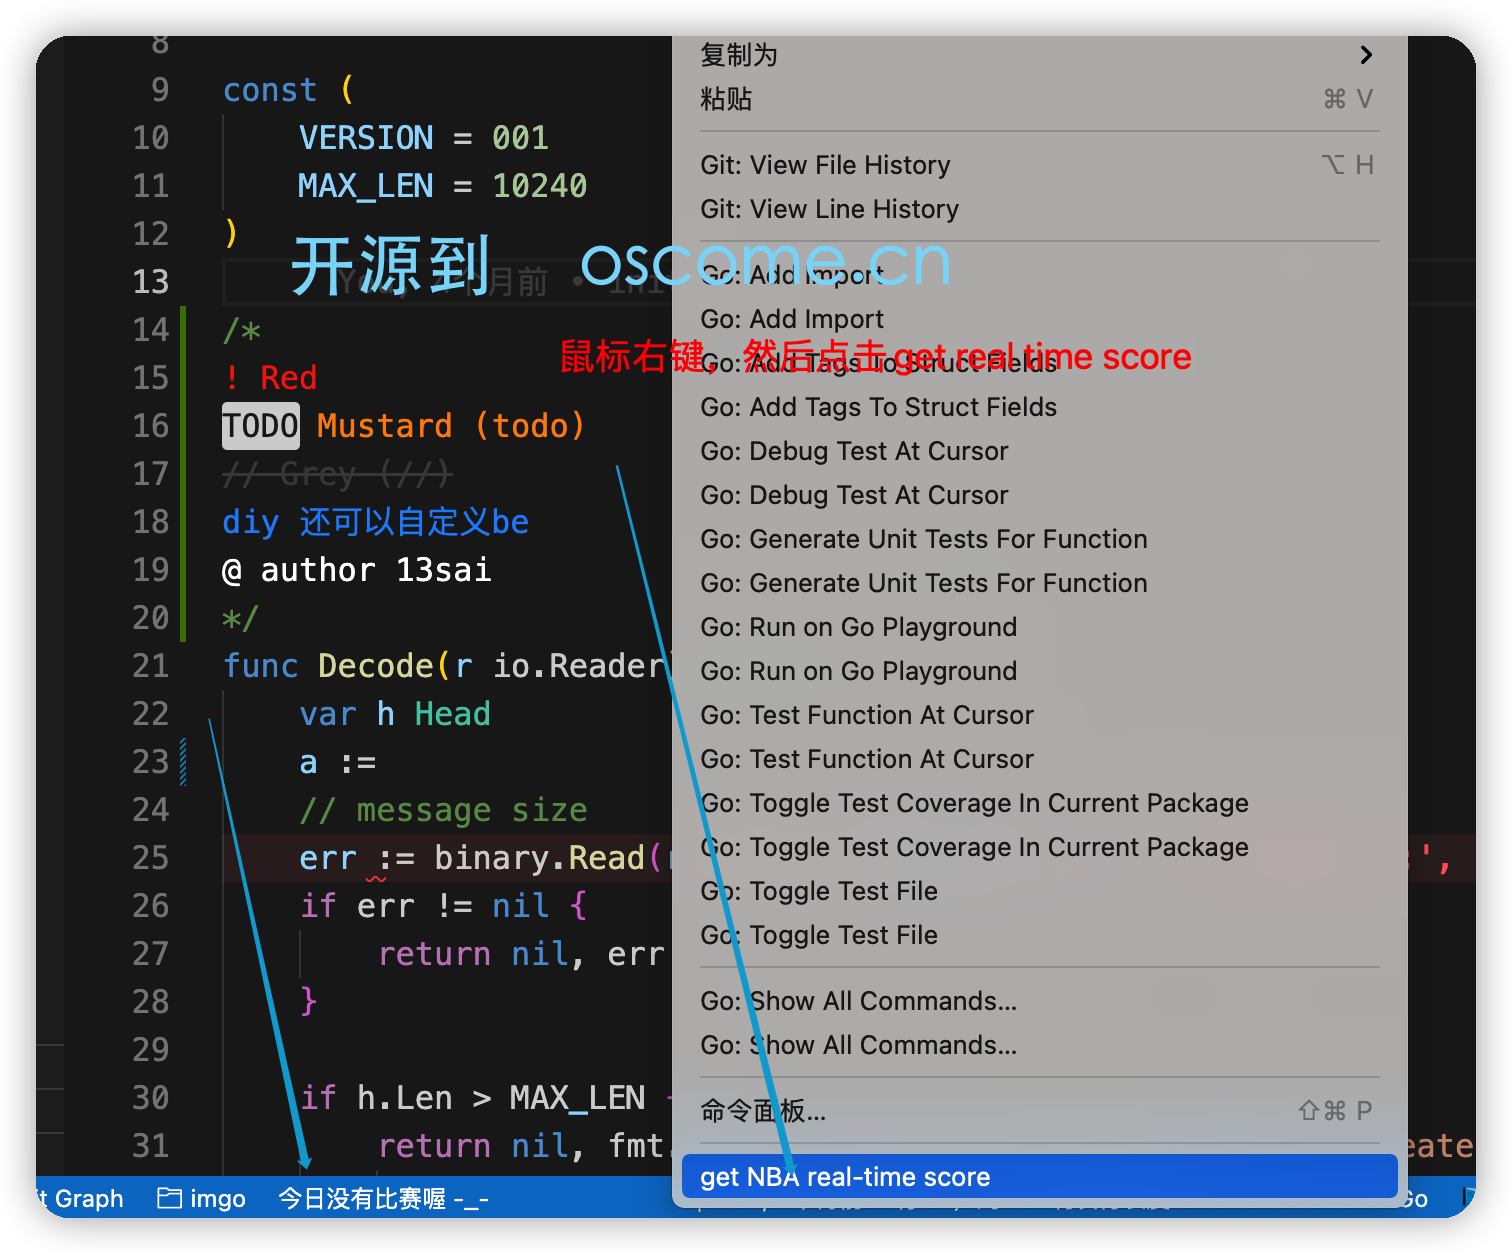 8
9 const (
10 VERSION = 001
11 MAX_LEN = 10240
12 )
13
14 /*
15 ! Red
16 TODO Mustard (todo)
17 // Grey (//)
18 diy 还可以自定义be
19 @ author 13sai
20 */
21 func Decode(r io.Reader)
22 var h Head
23 a :=
24 // message size
25 err := binary.Read(
26 if err != nil {
27 return nil, err
28 }
29
30 if h.Len > MAX_LEN
31 return nil, fmt.
开源到 oscome.cn
鼠标右键，然后点击 get real time score
复制为
粘贴 ⌘ V
Git: View File History ⌥ H
Git: View Line History
Go: Add Import
Go: Add Import
Go: Add Tags To Struct Fields
Go: Add Tags To Struct Fields
Go: Debug Test At Cursor
Go: Debug Test At Cursor
Go: Generate Unit Tests For Function
Go: Generate Unit Tests For Function
Go: Run on Go Playground
Go: Run on Go Playground
Go: Test Function At Cursor
Go: Test Function At Cursor
Go: Toggle Test Coverage In Current Package
Go: Toggle Test Coverage In Current Package
Go: Toggle Test File
Go: Toggle Test File
Go: Show All Commands...
Go: Show All Commands...
命令面板... ⇧⌘ P
get NBA real-time score
t Graph imgo 今日没有比赛喔 -_- Go